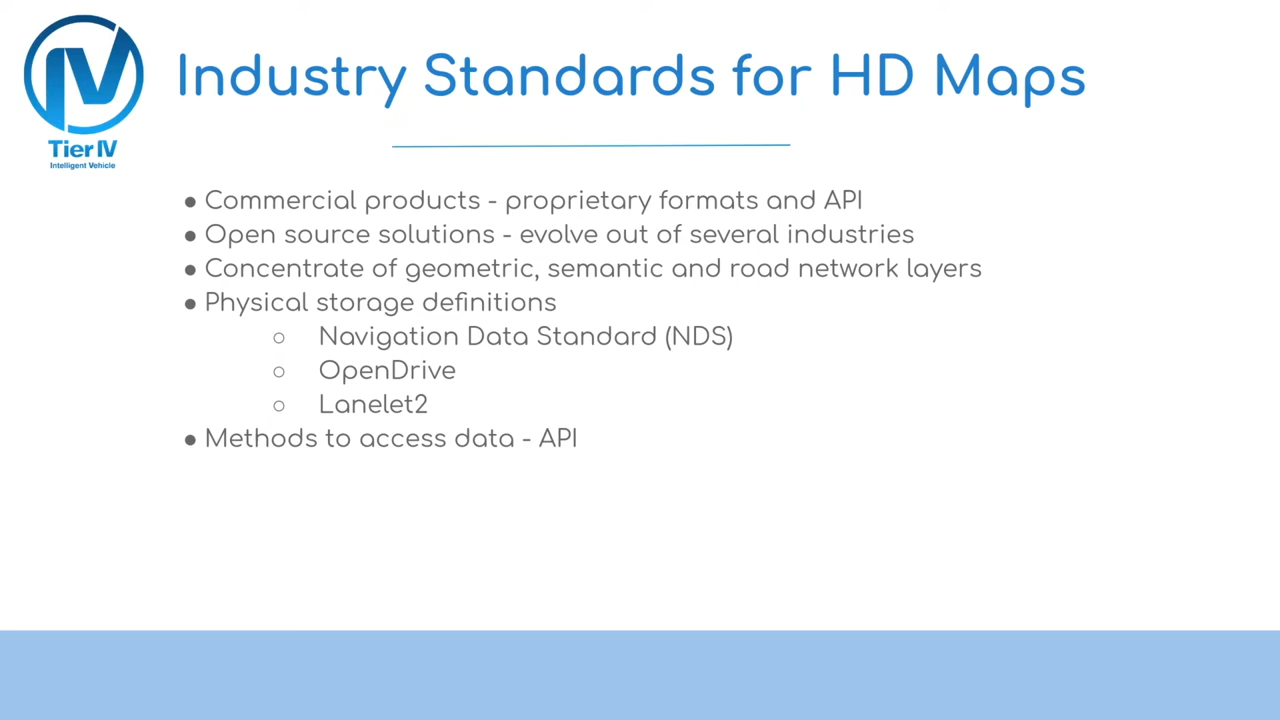 IV
Tier IV
Intelligent Vehicle
Industry Standards for HD Maps
● Commercial products - proprietary formats and API
● Open source solutions - evolve out of several industries
● Concentrate of geometric, semantic and road network layers
● Physical storage definitions
○ Navigation Data Standard (NDS)
○ OpenDrive
○ Lanelet2
● Methods to access data - API